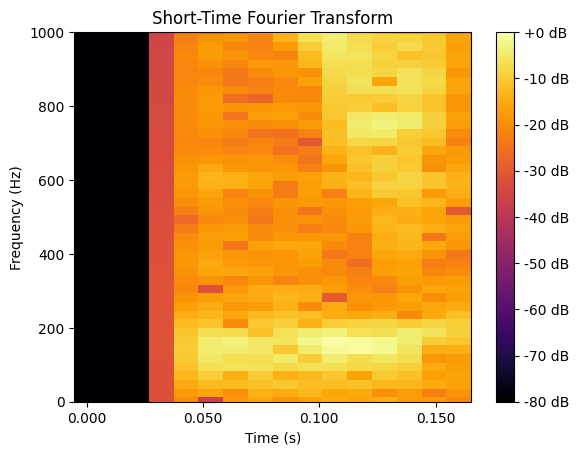 Short-Time Fourier Transform
1000
800
600
400
200
0
Frequency (Hz)
0.000
0.050
0.100
0.150
Time (s)
+0 dB
-10 dB
-20 dB
-30 dB
-40 dB
-50 dB
-60 dB
-70 dB
-80 dB